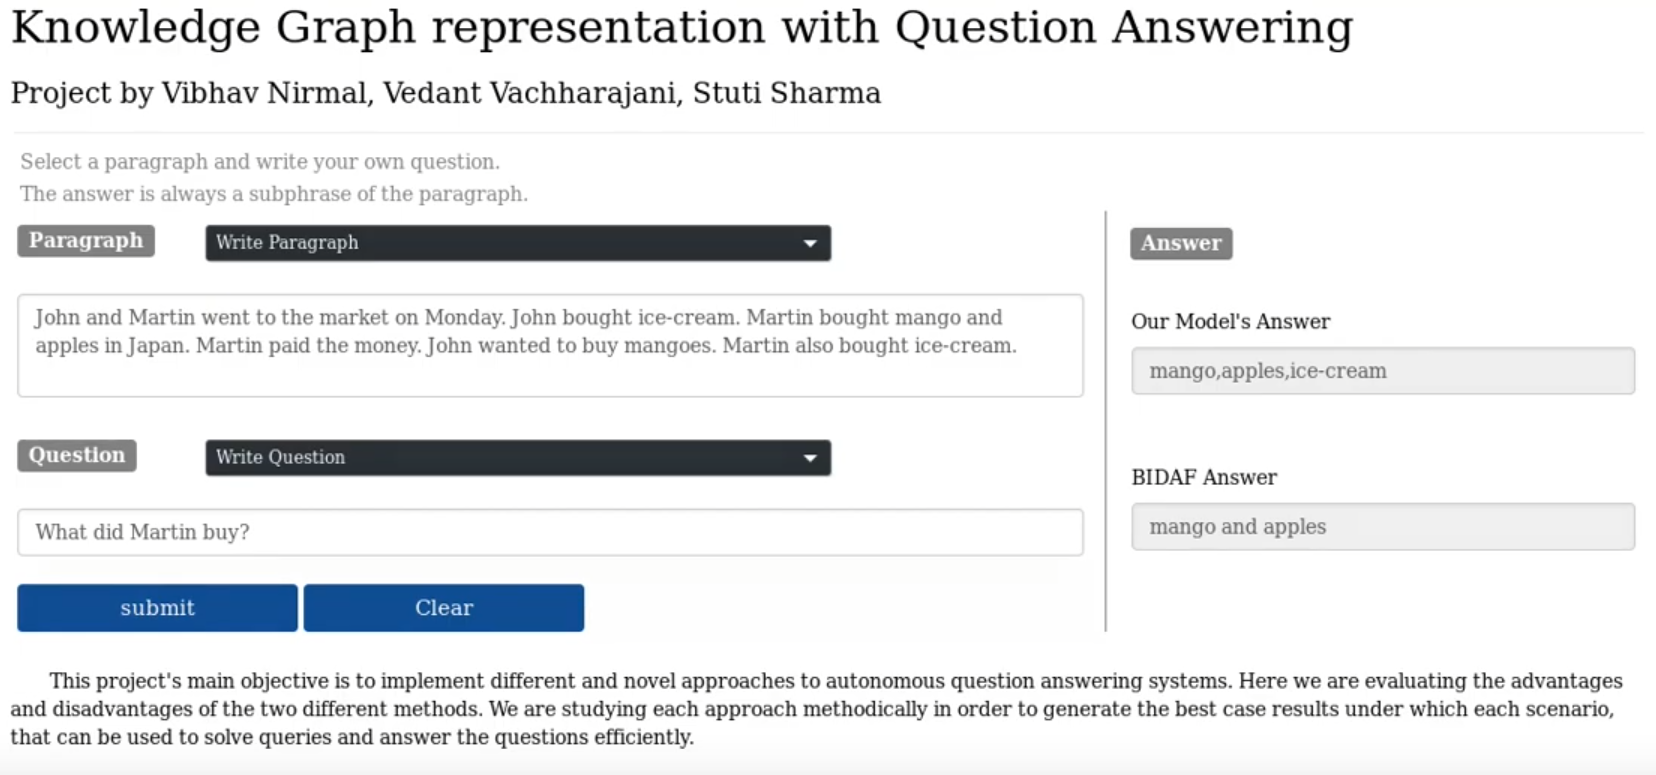 Knowledge Graph representation with Question Answering
Project by Vibhav Nirmal, Vedant Vachharajani, Stuti Sharma
Select a paragraph and write your own question.
The answer is always a subphrase of the paragraph.
Paragraph
Write Paragraph
John and Martin went to the market on Monday. John bought ice-cream. Martin bought mango and
apples in Japan. Martin paid the money. John wanted to buy mangoes. Martin also bought ice-cream.
Question
Write Question
What did Martin buy?
submit
Clear
Answer
Our Model's Answer
mango,apples,ice-cream
BIDAF Answer
mango and apples
This project's main objective is to implement different and novel approaches to autonomous question answering systems. Here we are evaluating the advantages
and disadvantages of the two different methods. We are studying each approach methodically in order to generate the best case results under which each scenario,
that can be used to solve queries and answer the questions efficiently.